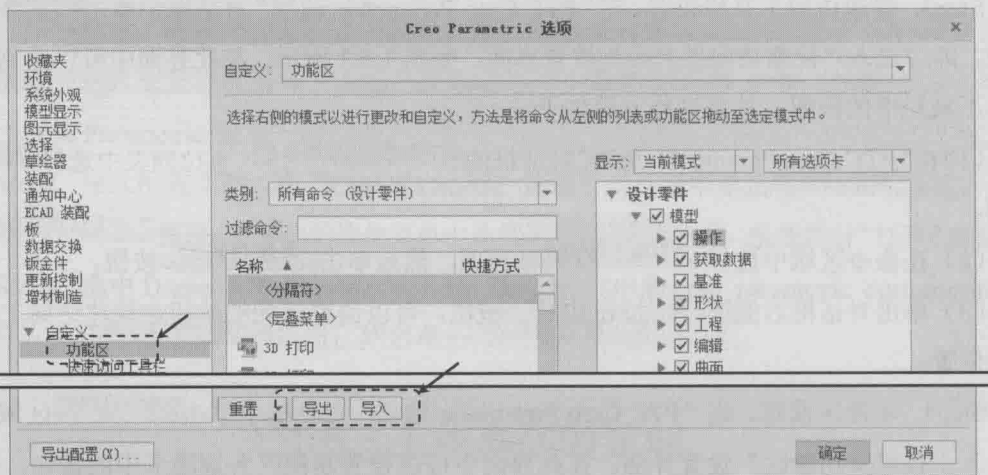 Creo Parametric 选项
收藏夹
环境
系统外观
模型显示
图元显示
选择
草绘器
装配
通知中心
ECAD 装配
板
数据交换
钣金件
更新控制
增材制造
自定义
功能区
快速访问工具栏
自定义: 功能区
选择右侧的模式以进行更改和自定义，方法是将命令从左侧的列表或功能区拖动至选定模式中。
显示: 当前模式 所有选项卡
类别: 所有命令 (设计零件)
过滤命令:
名称 快捷方式
<分隔符>
<层叠菜单>
3D 打印
设计零件
模型
操作
获取数据
基准
形状
工程
编辑
曲面
重置 导出 导入
导出配置(X)... 确定 取消